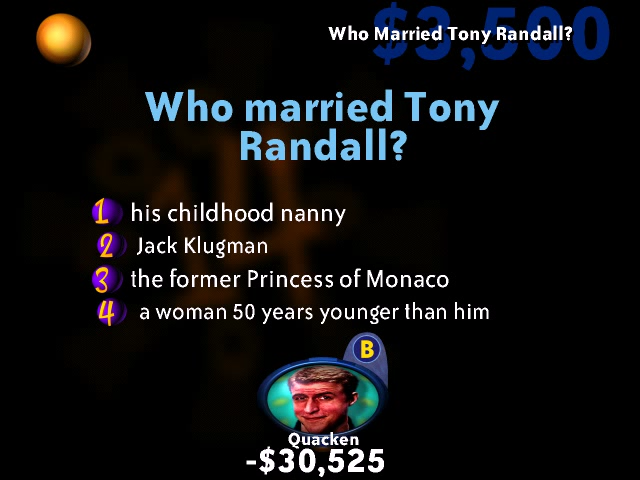 $3,500
Who Married Tony Randall?
Who married Tony
Randall?
1 his childhood nanny
2 Jack Klugman
3 the former Princess of Monaco
4 a woman 50 years younger than him
B
Quacken
-$30,525